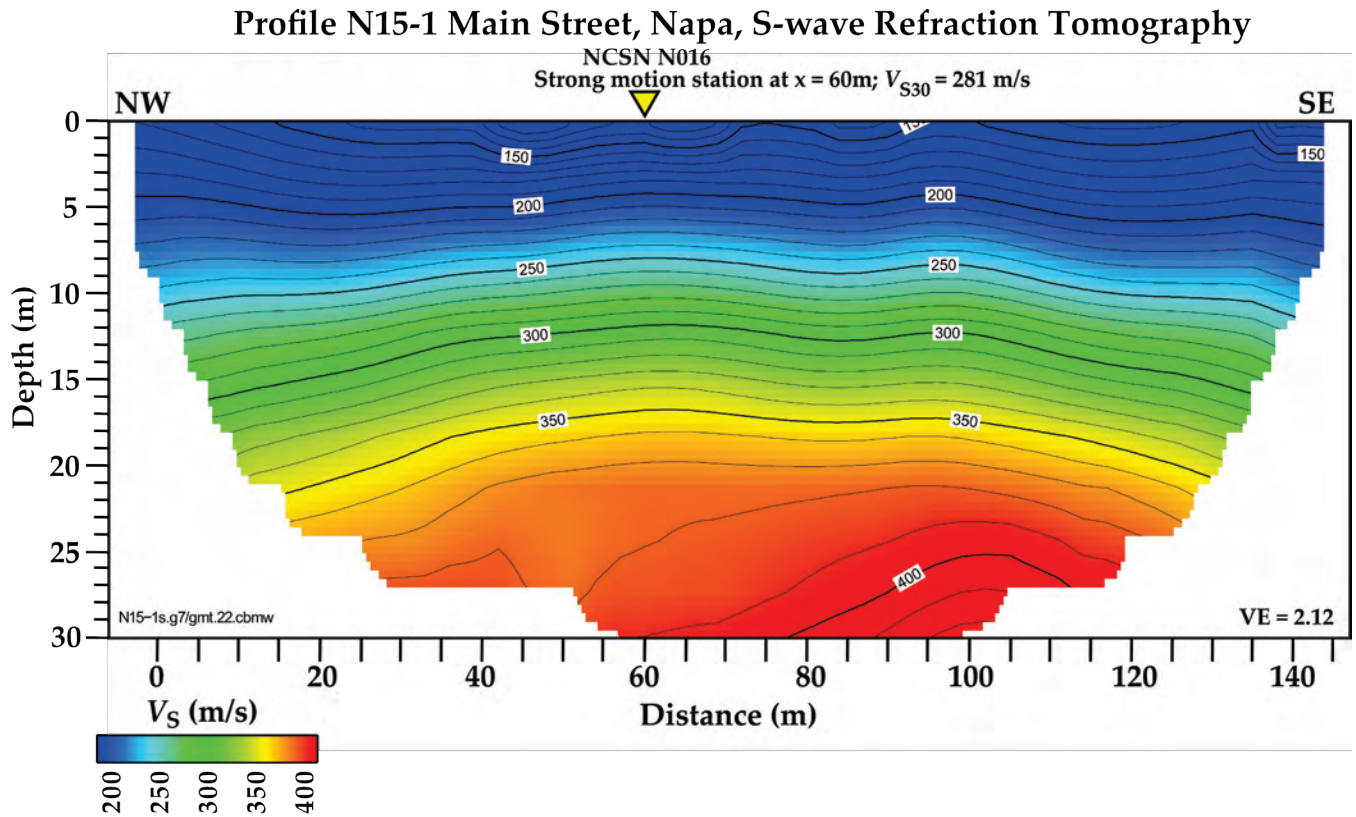 Profile N15-1 Main Street, Napa, S-wave Refraction Tomography
NCSN N016
Strong motion station at x = 60m; VS30 = 281 m/s
NW
SE
0
5
10
15
20
25
30
Depth (m)
150
150
200
200
250
250
300
300
350
350
400
N15−1s.g7/gmt.22.cbmw
VE = 2.12
0 20 40 60 80 100 120 140
Distance (m)
VS (m/s)
200 250 300 350 400